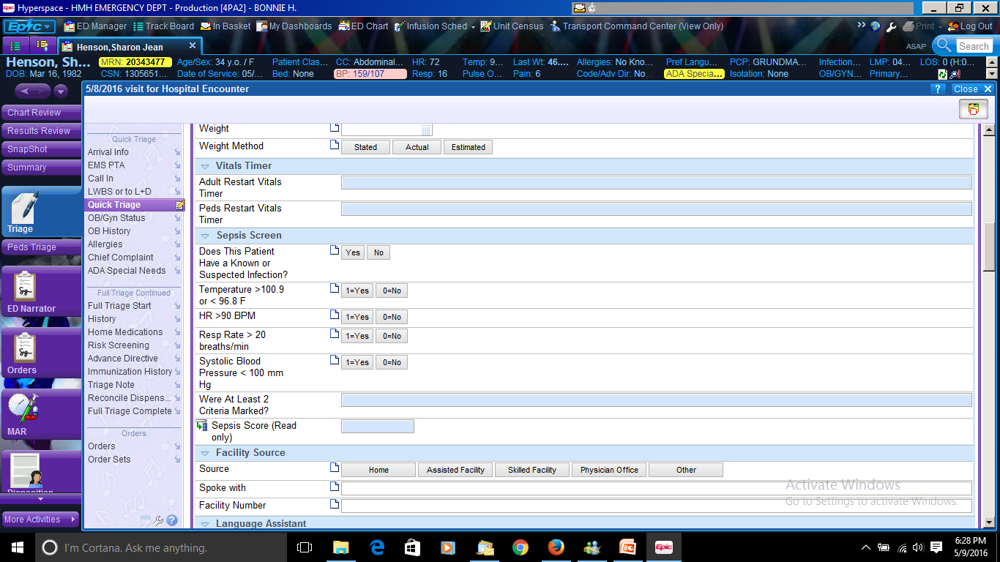 Hyperspace - HMH EMERGENCY DEPT - Production [4PA2] - BONNIE H.
Epic ED Manager Track Board In Basket My Dashboards ED Chart Infusion Sched Unit Census Transport Command Center (View Only) Print Log Out
Henson,Sharon Jean ASAP Search
Henson, Sh... MRN: 20343477 Age/Sex: 34 y.o. / F Patient Clas... CC: Abdominal... HR: 72 Temp: 9... Last Wt: 46.... Allergies: No Kno... Pref Langu... PCP: GRUNDMA... Infection... LMP: 04... LOS: 0 (H:0...
DOB: Mar 16, 1982 CSN: 1305651... Date of Service: 05/... Bed: None BP: 159/107 Resp: 16 Pulse O... Pain: 6 Code/Adv Dir: No... ADA Specia... Isolation: None OB/GYN... Primary...
5/8/2016 visit for Hospital Encounter ? Close X
Chart Review
Results Review
SnapShot
Summary
Triage
Peds Triage
ED Narrator
Orders
MAR
Disposition
More Activities
Quick Triage
Arrival Info
EMS PTA
Call In
LWBS or to L+D
Quick Triage
OB/Gyn Status
OB History
Allergies
Chief Complaint
ADA Special Needs
Full Triage Continued
Full Triage Start
History
Home Medications
Risk Screening
Advance Directive
Immunization History
Triage Note
Reconcile Dispens...
Full Triage Complete
Orders
Orders
Order Sets
Weight
Weight Method Stated Actual Estimated
Vitals Timer
Adult Restart Vitals
Timer
Peds Restart Vitals
Timer
Sepsis Screen
Does This Patient Yes No
Have a Known or
Suspected Infection?
Temperature >100.9 1=Yes 0=No
or < 96.8 F
HR >90 BPM 1=Yes 0=No
Resp Rate > 20 1=Yes 0=No
breaths/min
Systolic Blood 1=Yes 0=No
Pressure < 100 mm
Hg
Were At Least 2
Criteria Marked?
Sepsis Score (Read
only)
Facility Source
Source Home Assisted Facility Skilled Facility Physician Office Other
Spoke with
Facility Number
Language Assistant
Activate Windows
Go to Settings to activate Windows.
I'm Cortana. Ask me anything.
Epic
6:28 PM
5/9/2016